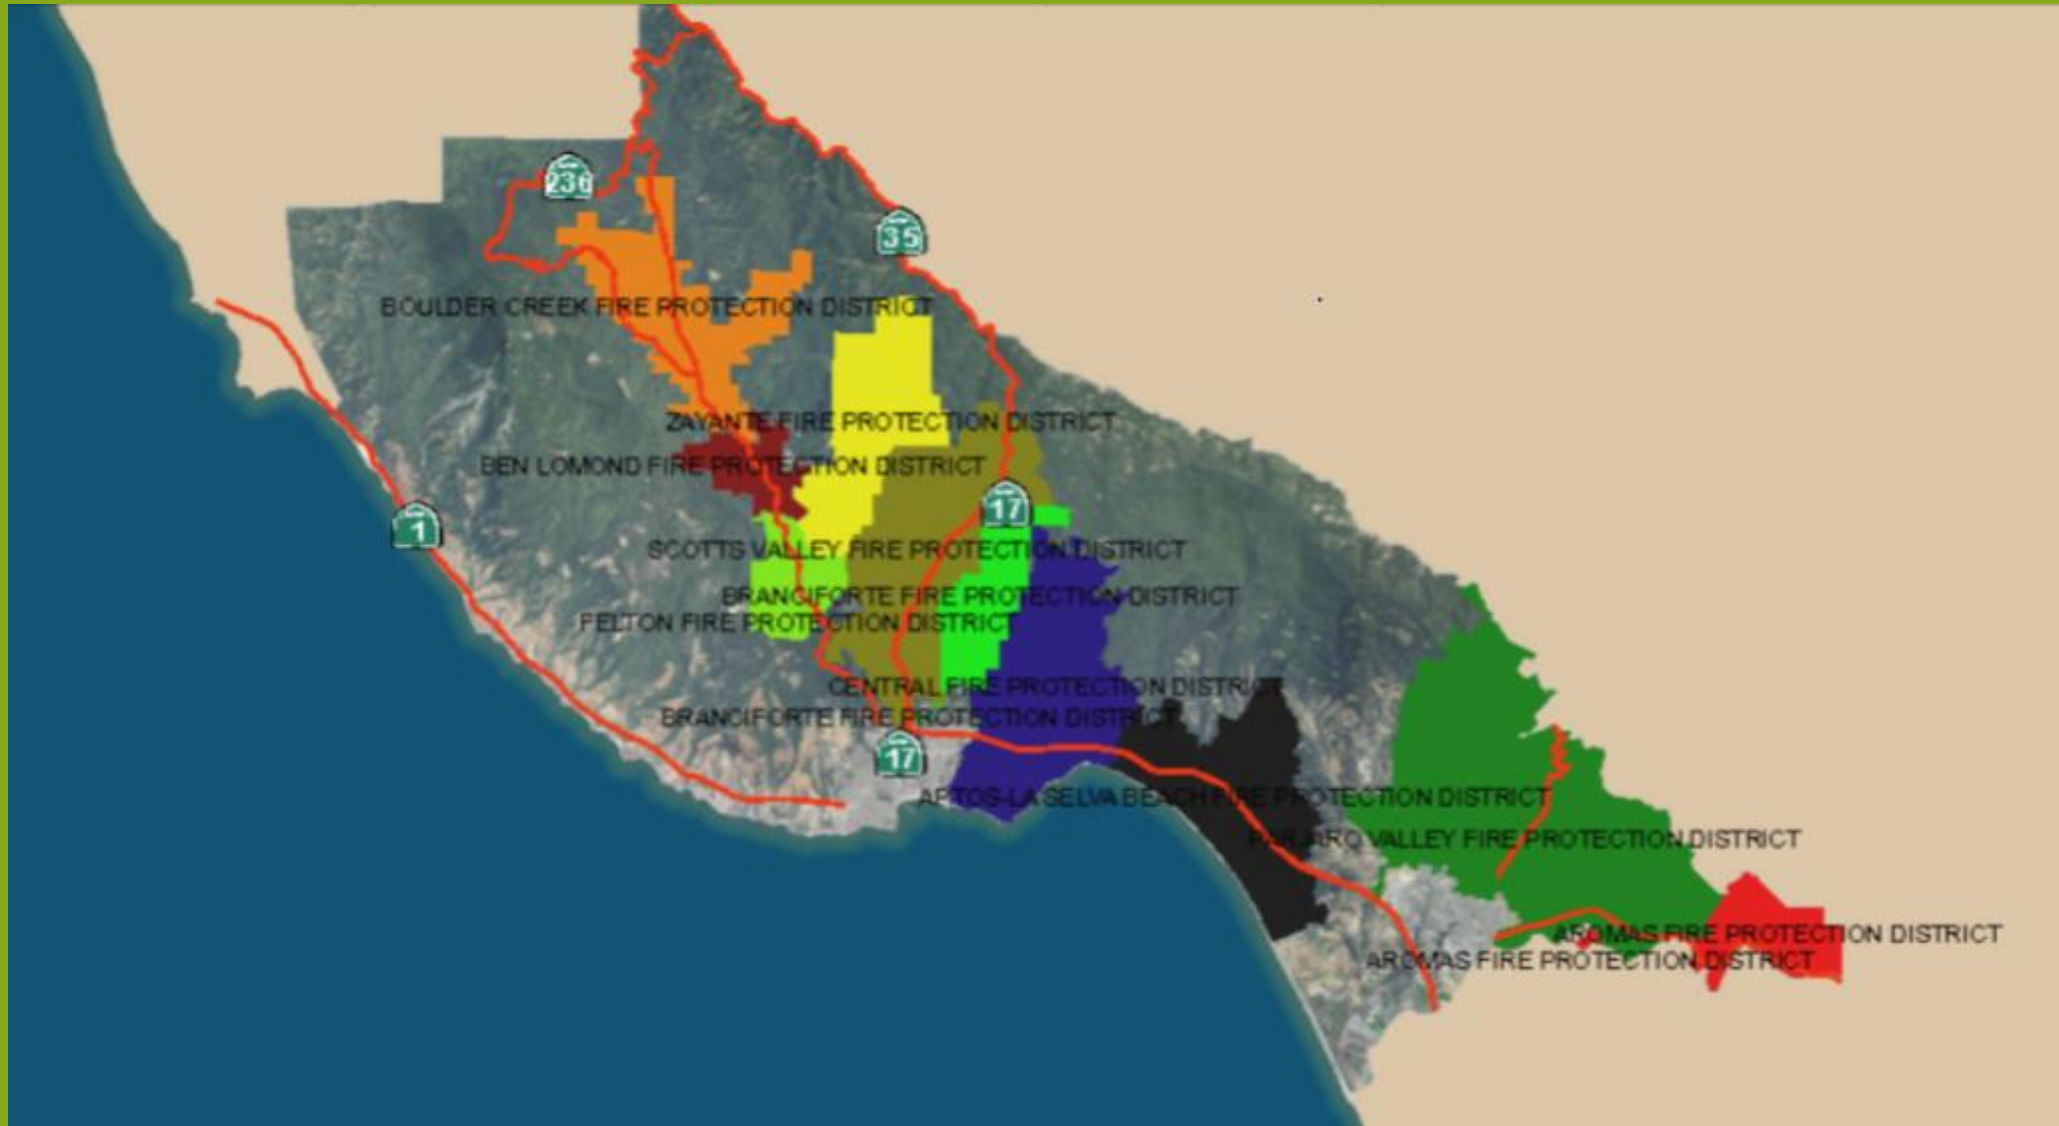 236
35
BOULDER CREEK FIRE PROTECTION DISTRICT
ZAYANTE FIRE PROTECTION DISTRICT
BEN LOMOND FIRE PROTECTION DISTRICT
17
1
SCOTTS VALLEY FIRE PROTECTION DISTRICT
BRANCIFORTE FIRE PROTECTION DISTRICT
FELTON FIRE PROTECTION DISTRICT
CENTRAL FIRE PROTECTION DISTRICT
BRANCIFORTE FIRE PROTECTION DISTRICT
17
APTOS-LA SELVA BEACH FIRE PROTECTION DISTRICT
PARJARO VALLEY FIRE PROTECTION DISTRICT
AROMAS FIRE PROTECTION DISTRICT
AROMAS FIRE PROTECTION DISTRICT